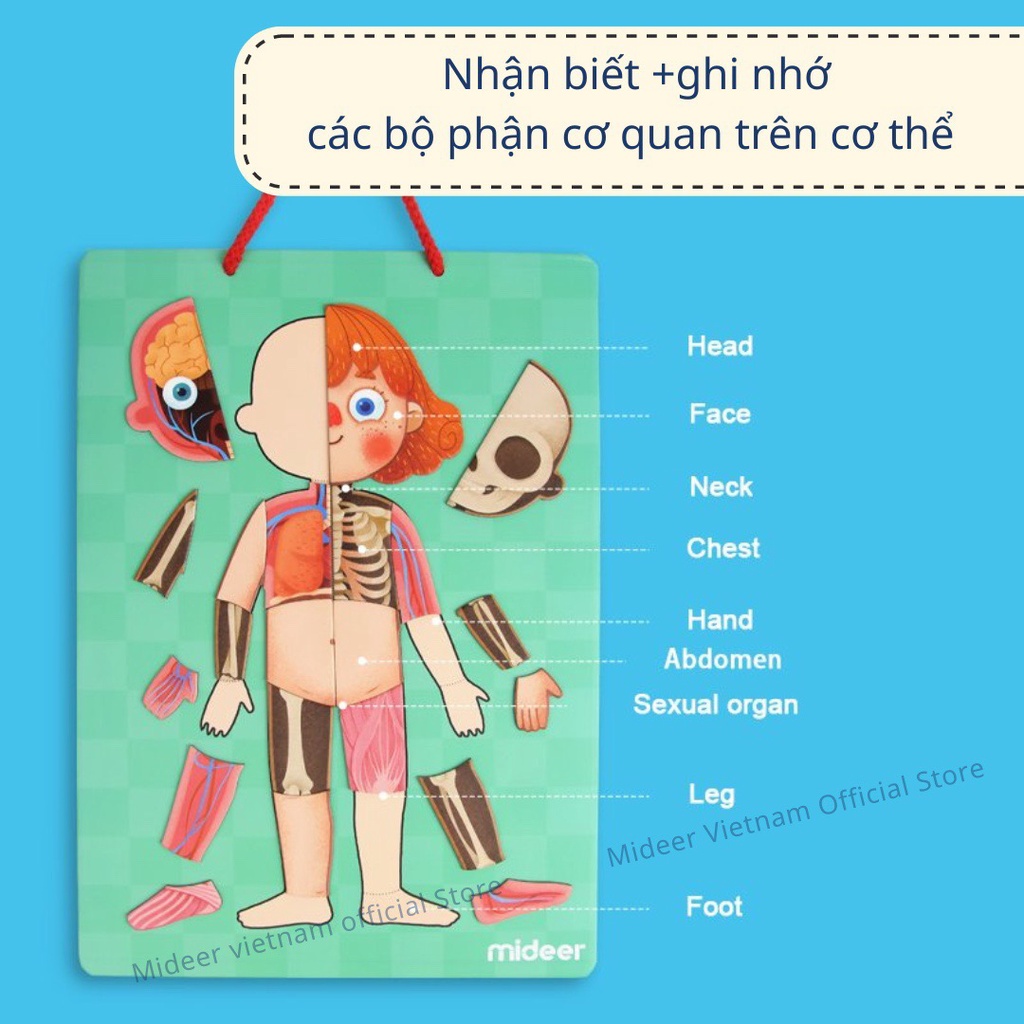 Nhận biết +ghi nhớ
các bộ phận cơ quan trên cơ thể
Head
Face
Neck
Chest
Hand
Abdomen
Sexual organ
Leg
Mideer Vietnam Official Store
Foot
Mideer vietnam official Store
mideer